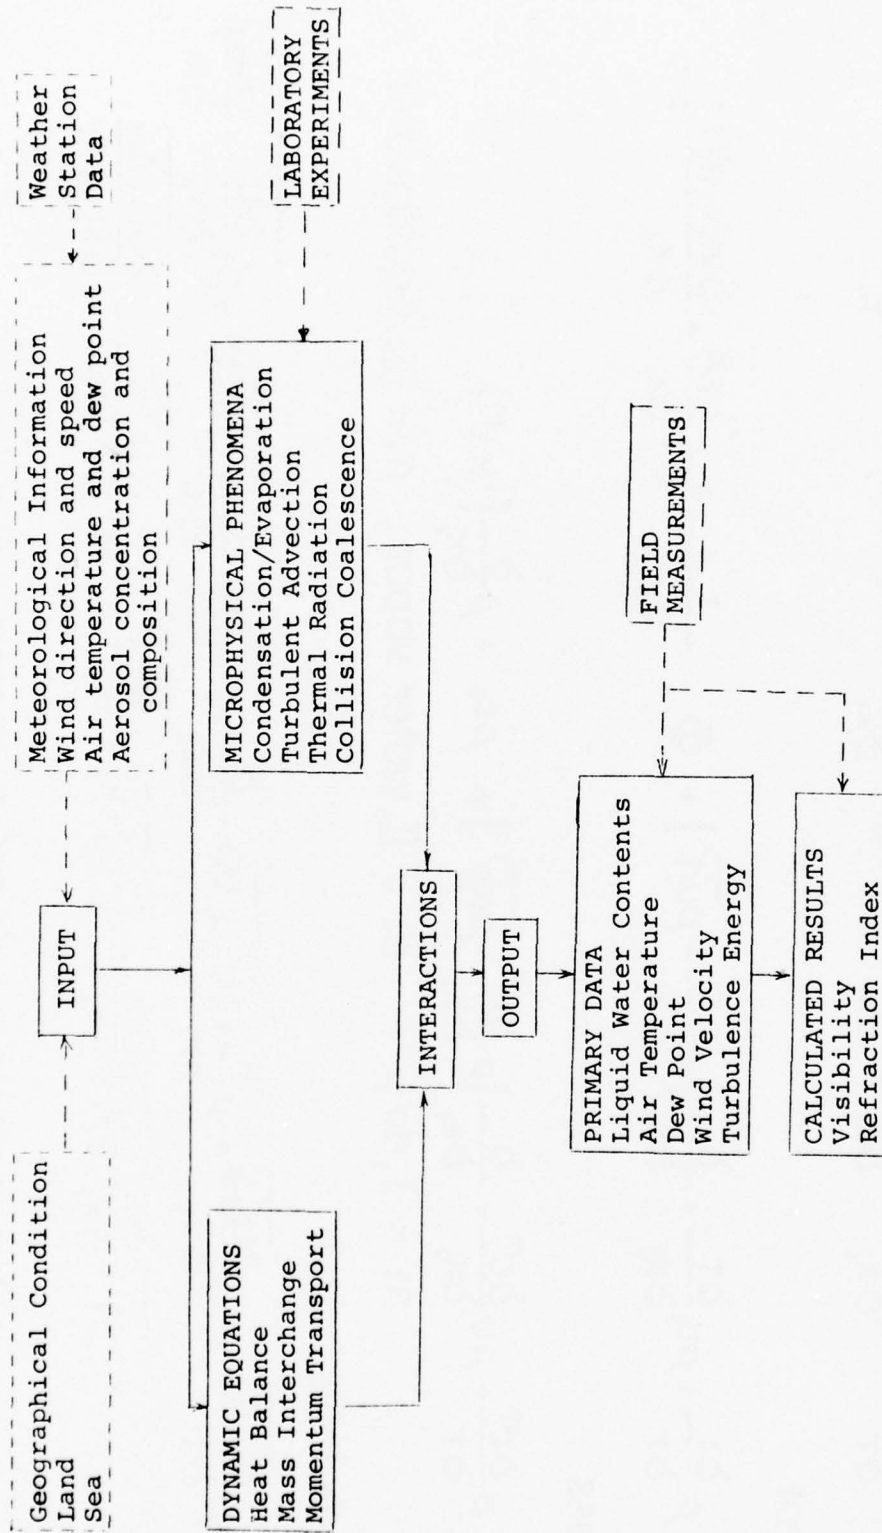 Geographical Condition
Land
Sea
INPUT
Meteorological Information
Wind direction and speed
Air temperature and dew point
Aerosol concentration and
composition
Weather
Station
Data
DYNAMIC EQUATIONS
Heat Balance
Mass Interchange
Momentum Transport
MICROPHYSICAL PHENOMENA
Condensation/Evaporation
Turbulent Advection
Thermal Radiation
Collision Coalescence
LABORATORY
EXPERIMENTS
INTERACTIONS
OUTPUT
PRIMARY DATA
Liquid Water Contents
Air Temperature
Dew Point
Wind Velocity
Turbulence Energy
FIELD
MEASUREMENTS
CALCULATED RESULTS
Visibility
Refraction Index